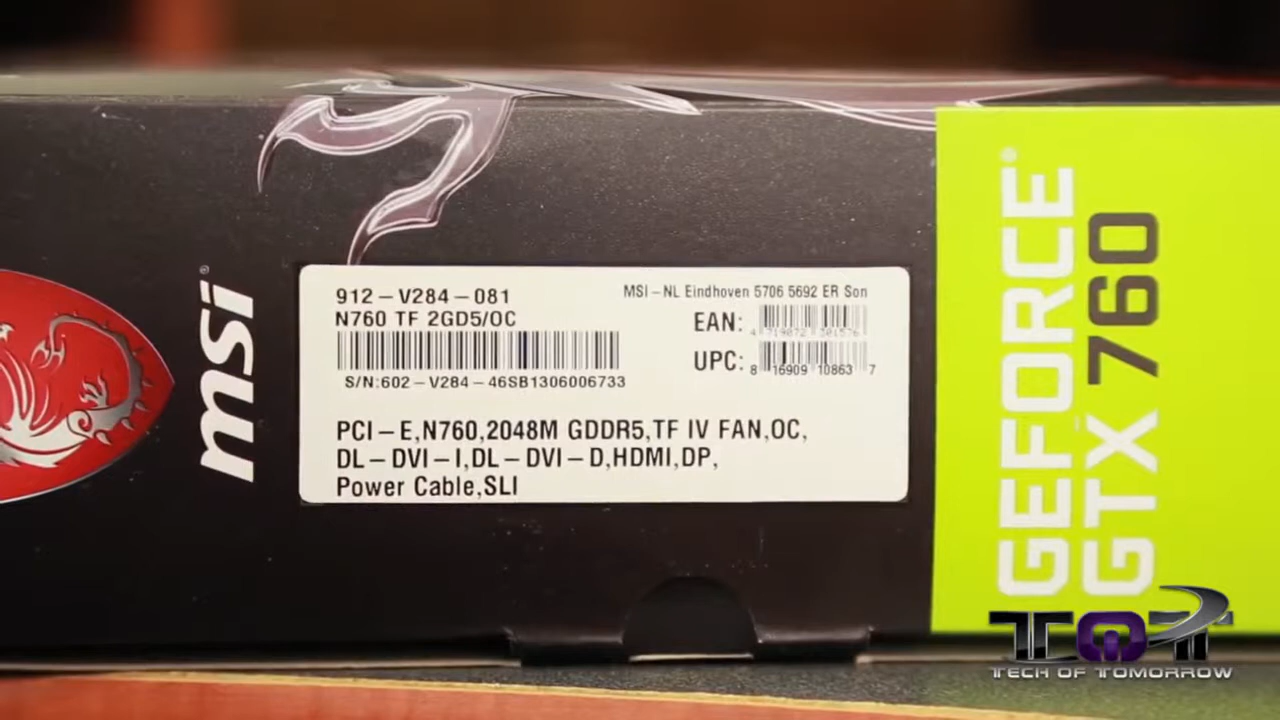 msi
912-V284-081
N760 TF 2GD5/OC
S/N:602-V284-46SB1306006733
MSI-NL Eindhoven 5706 5692 ER Son
EAN:
UPC: 8 16909 10863 7
PCI-E,N760,2048M GDDR5,TF IV FAN,OC,
DL-DVI-I,DL-DVI-D,HDMI,DP,
Power Cable,SLI
GEFORCE®
GTX 760
TOT
TECH OF TOMORROW